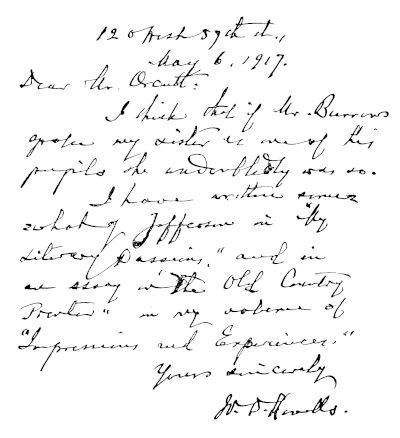 120 West 57th St.,
May 6, 1917.
Dear Mr. Orcutt:
I think that if Mr. Burrows
spoke my sister as one of his
pupils she undoubtedly was so.
I have written somewhat
of Jefferson in "My
Literary Passions," and in
an essay in "The Old Country
Printer" in my volume of
"Impressions and Experiences."
Yours sincerely
W. D. Howells.